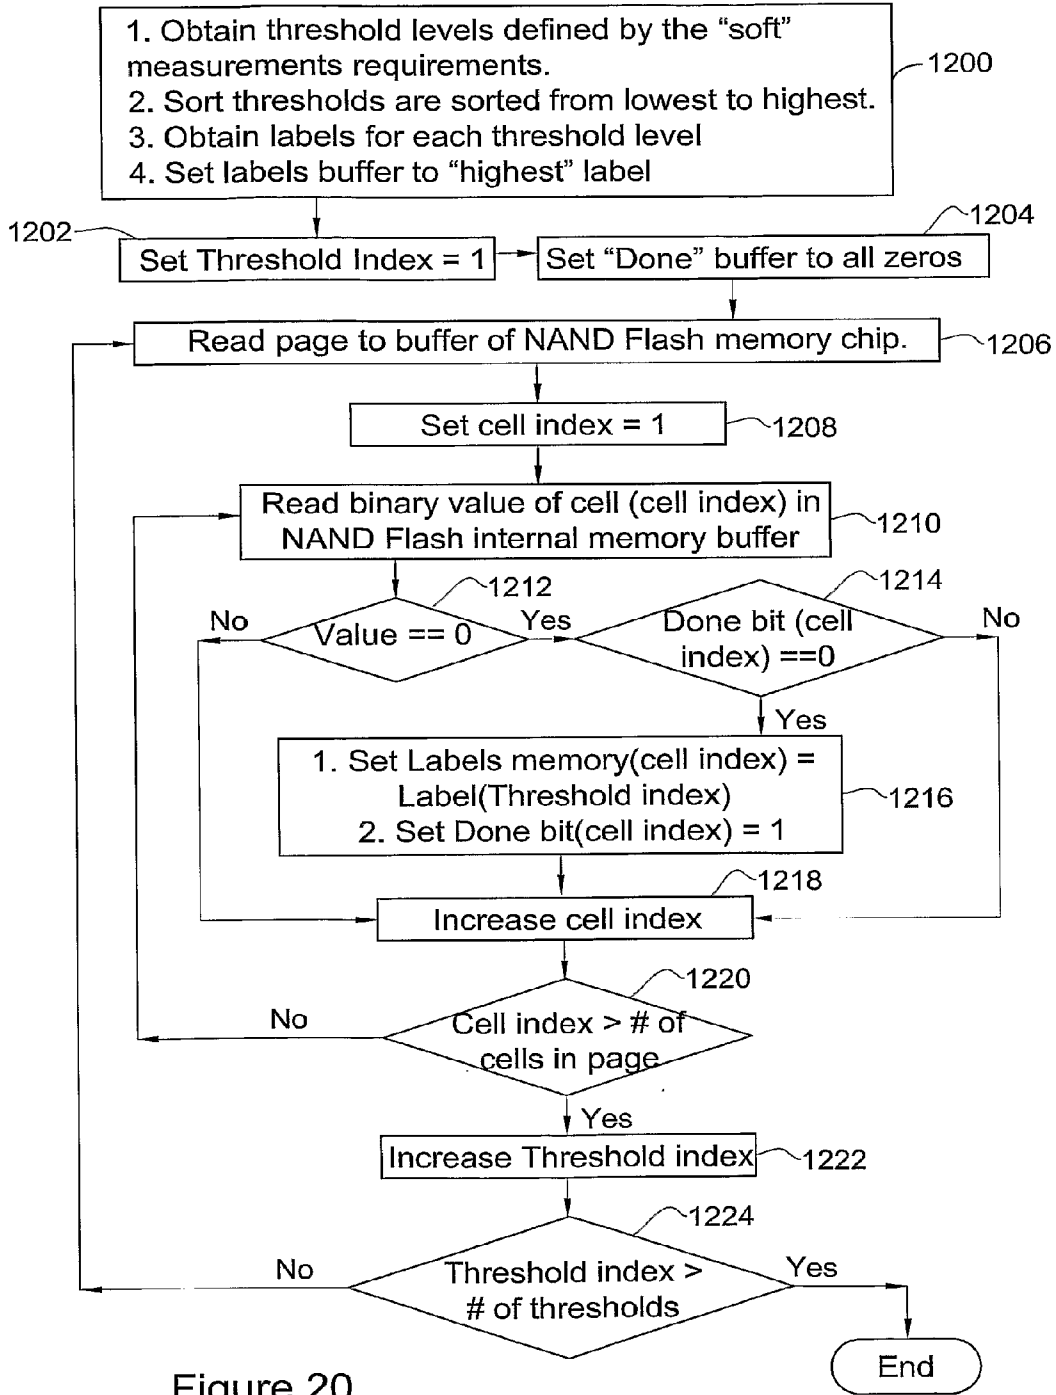 1. Obtain threshold levels defined by the “soft”
measurements requirements.
2. Sort thresholds are sorted from lowest to highest.
3. Obtain labels for each threshold level
4. Set labels buffer to “highest” label
1200
1202
Set Threshold Index = 1
1204
Set “Done” buffer to all zeros
Read page to buffer of NAND Flash memory chip.
1206
Set cell index = 1
1208
Read binary value of cell (cell index) in
NAND Flash internal memory buffer
1210
1212
No
Value == 0
Yes
1214
Done bit (cell
index) ==0
No
Yes
1. Set Labels memory(cell index) =
Label(Threshold index)
2. Set Done bit(cell index) = 1
1216
1218
Increase cell index
1220
No
Cell index > # of
cells in page
Yes
Increase Threshold index
1222
1224
No
Threshold index >
# of thresholds
Yes
End
Figure 20